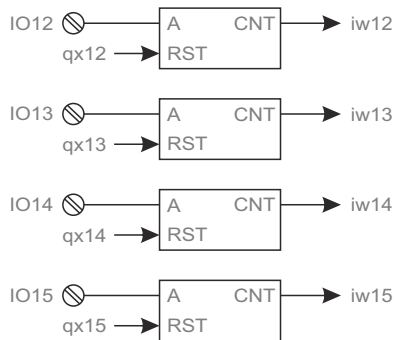 IO12 A CNT iw12
qx12 RST
IO13 A CNT iw13
qx13 RST
IO14 A CNT iw14
qx14 RST
IO15 A CNT iw15
qx15 RST